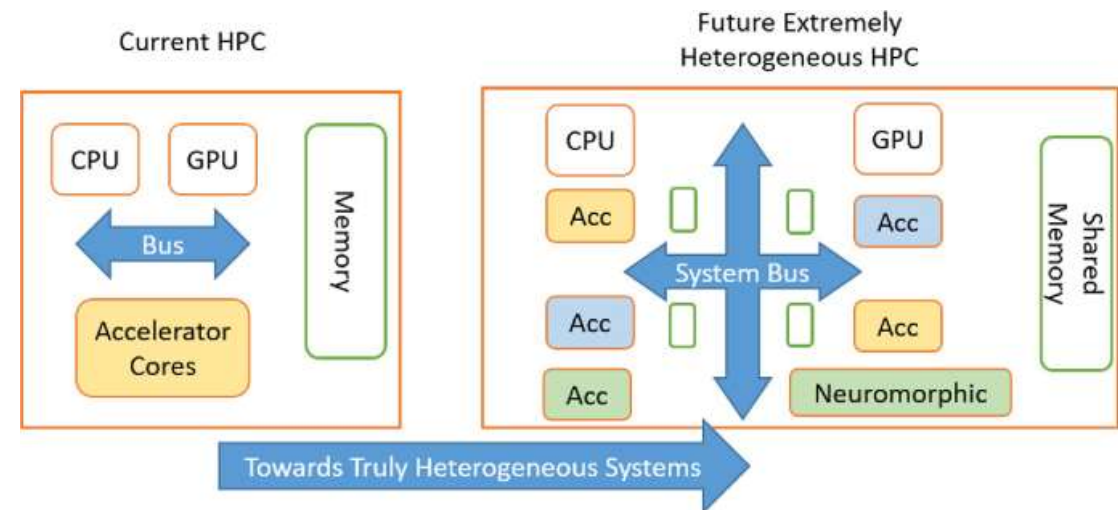 Current HPC
Future Extremely
Heterogeneous HPC
CPU
GPU
Memory
Bus
Accelerator
Cores
CPU
GPU
Acc
Acc
System Bus
Shared
Memory
Acc
Acc
Acc
Neuromorphic
Towards Truly Heterogeneous Systems